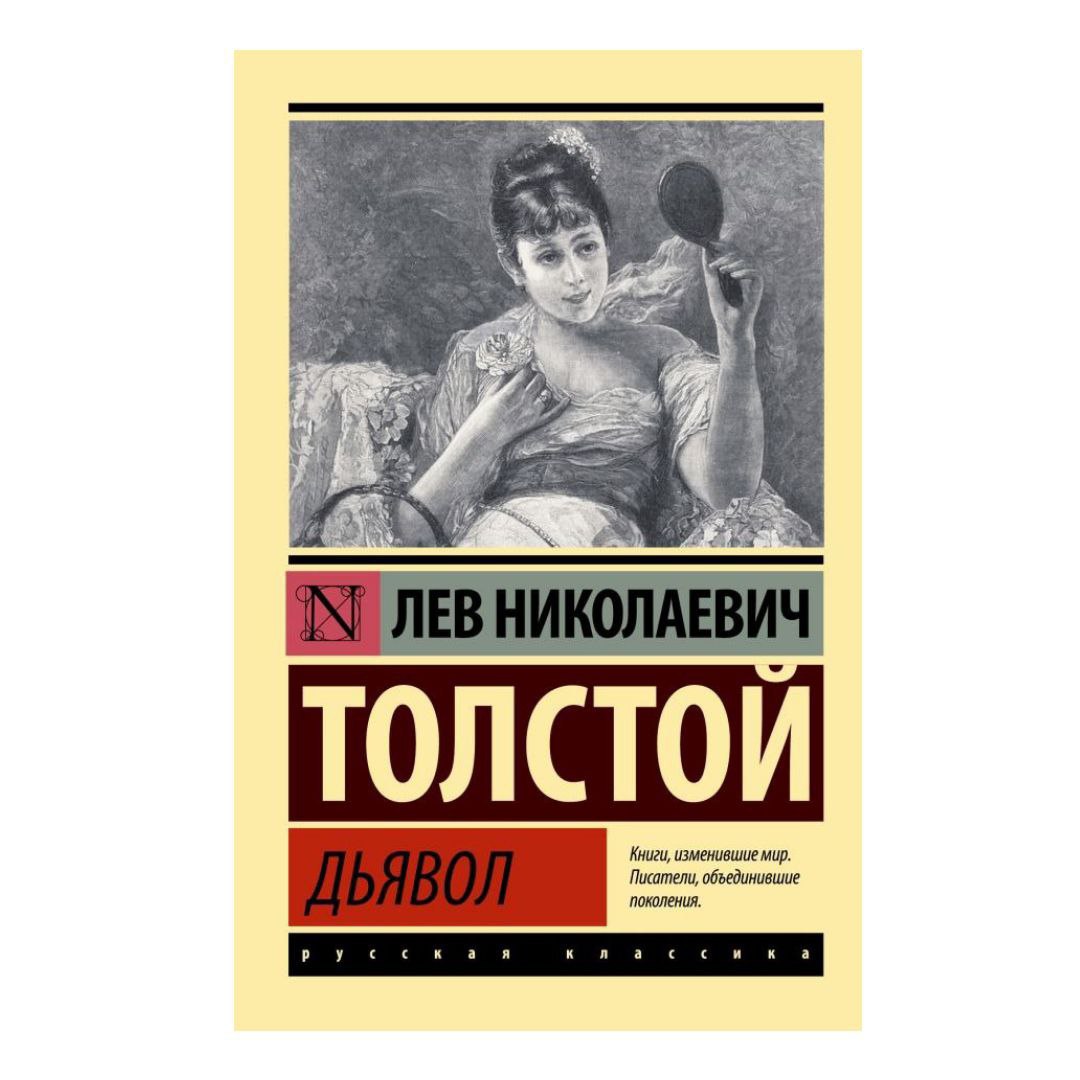 N
ЛЕВ НИКОЛАЕВИЧ
ТОЛСТОЙ
ДЬЯВОЛ
Книги, изменившие мир.
Писатели, объединившие
поколения.
русская классика